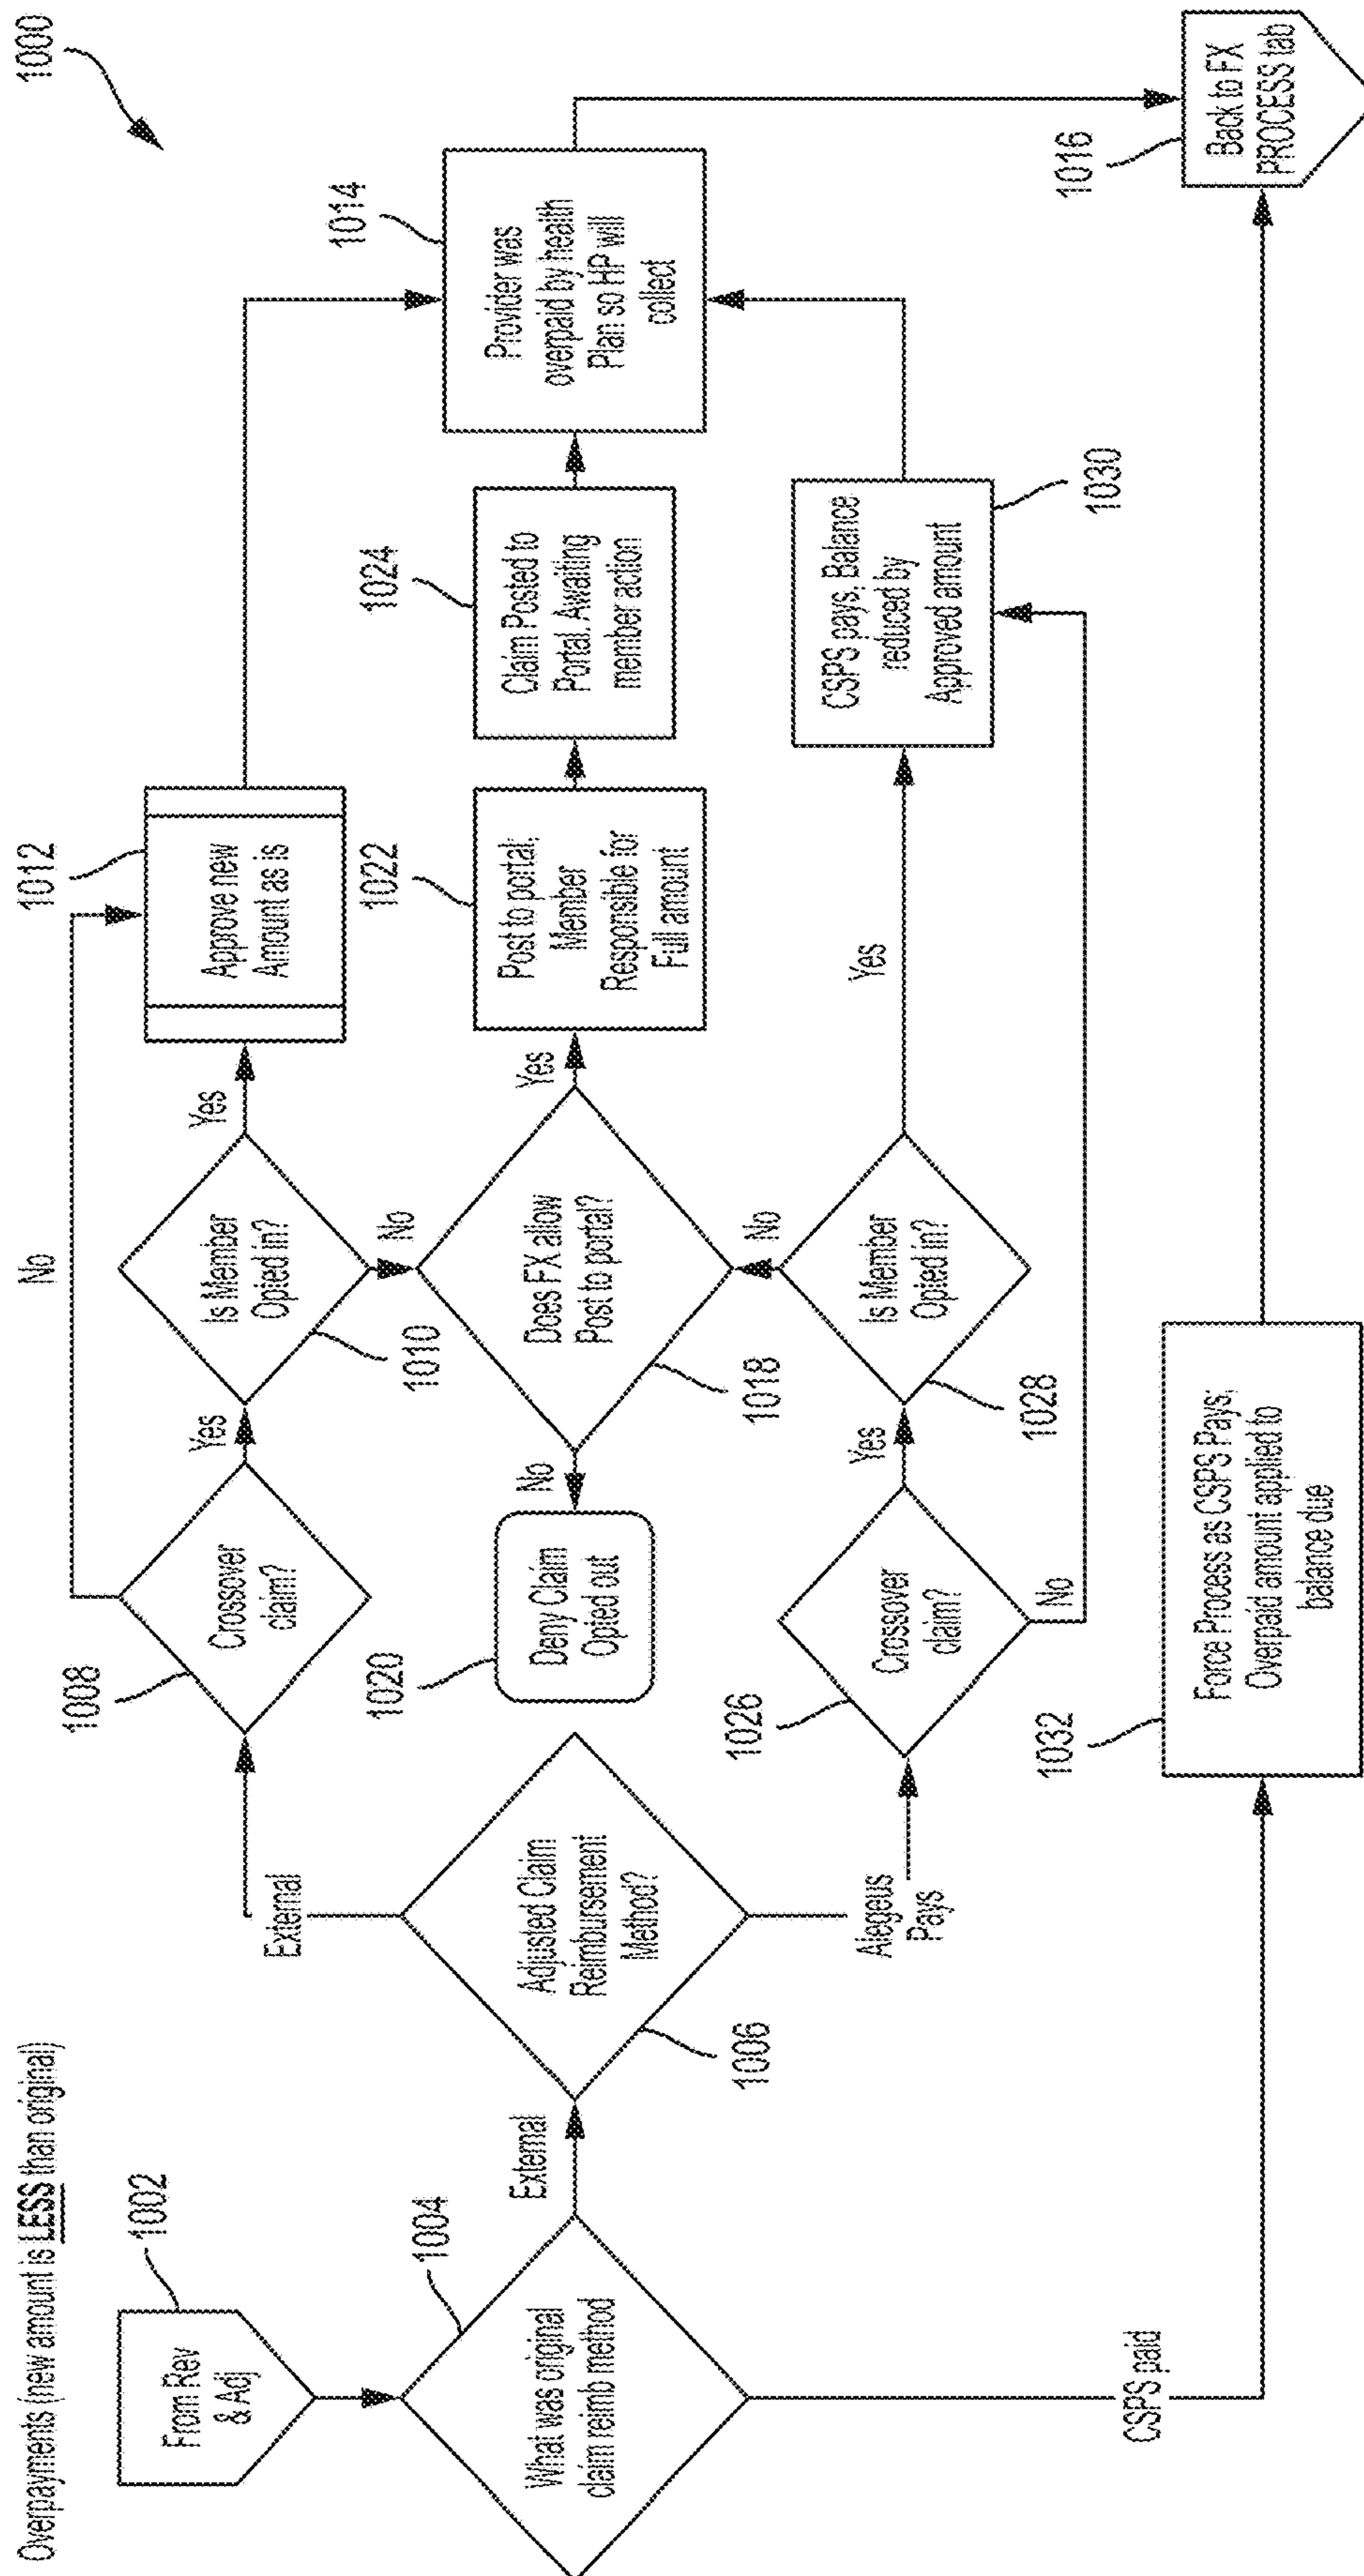 Overpayments (new amount is LESS than original)
1000
1002
From Rev
& Adj
1004
What was original
claim reimb method
External
CSPS paid
1006
Adjusted Claim
Reimbursement
Method?
External
Alegeus
Pays
1008
Crossover
claim?
No
Yes
1010
Is Member
Opied in?
Yes
No
1012
Approve new
Amount as is
1014
Provider was
overpaid by health
Plan so HP will
collect
1016
Back to FX
PROCESS tab
1018
Does FX allow
Post to portal?
No
Yes
1020
Deny Claim
Opied out
1022
Post to portal;
Member
Responsible for
Full amount
1024
Claim Posted to
Portal. Awaiting
member action
1026
Crossover
claim?
Yes
No
1028
Is Member
Opied in?
No
Yes
1030
CSPS pays; Balance
reduced by
Approved amount
1032
Force Process as CSPS Pays;
Overpaid amount applied to
balance due